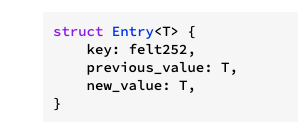 struct Entry<T> {
    key: felt252,
    previous_value: T,
    new_value: T,
}